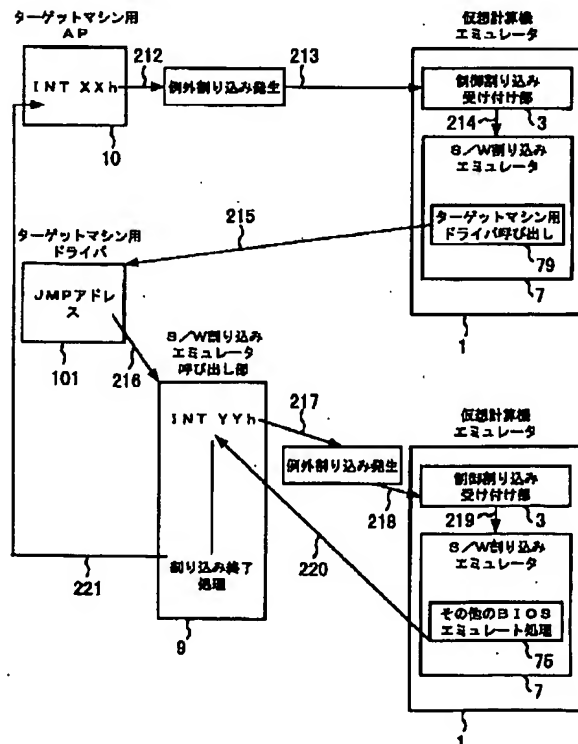 ターゲットマシン用
AP
INT XXh
10
212
例外割り込み発生
213
仮想計算機
エミュレータ
制御割り込み
受け付け部
214
3
S/W割り込み
エミュレータ
ターゲットマシン用
ドライバ呼び出し
79
7
1
215
ターゲットマシン用
ドライバ
JMPアドレ
ス
101
216
S/W割り込み
エミュレータ
呼び出し部
INT YYh
217
例外割り込み発生
218
割り込み終了
処理
9
220
221
仮想計算機
エミュレータ
制御割り込み
受け付け部
219
3
S/W割り込み
エミュレータ
その他のBIOS
エミュレート処理
75
7
1